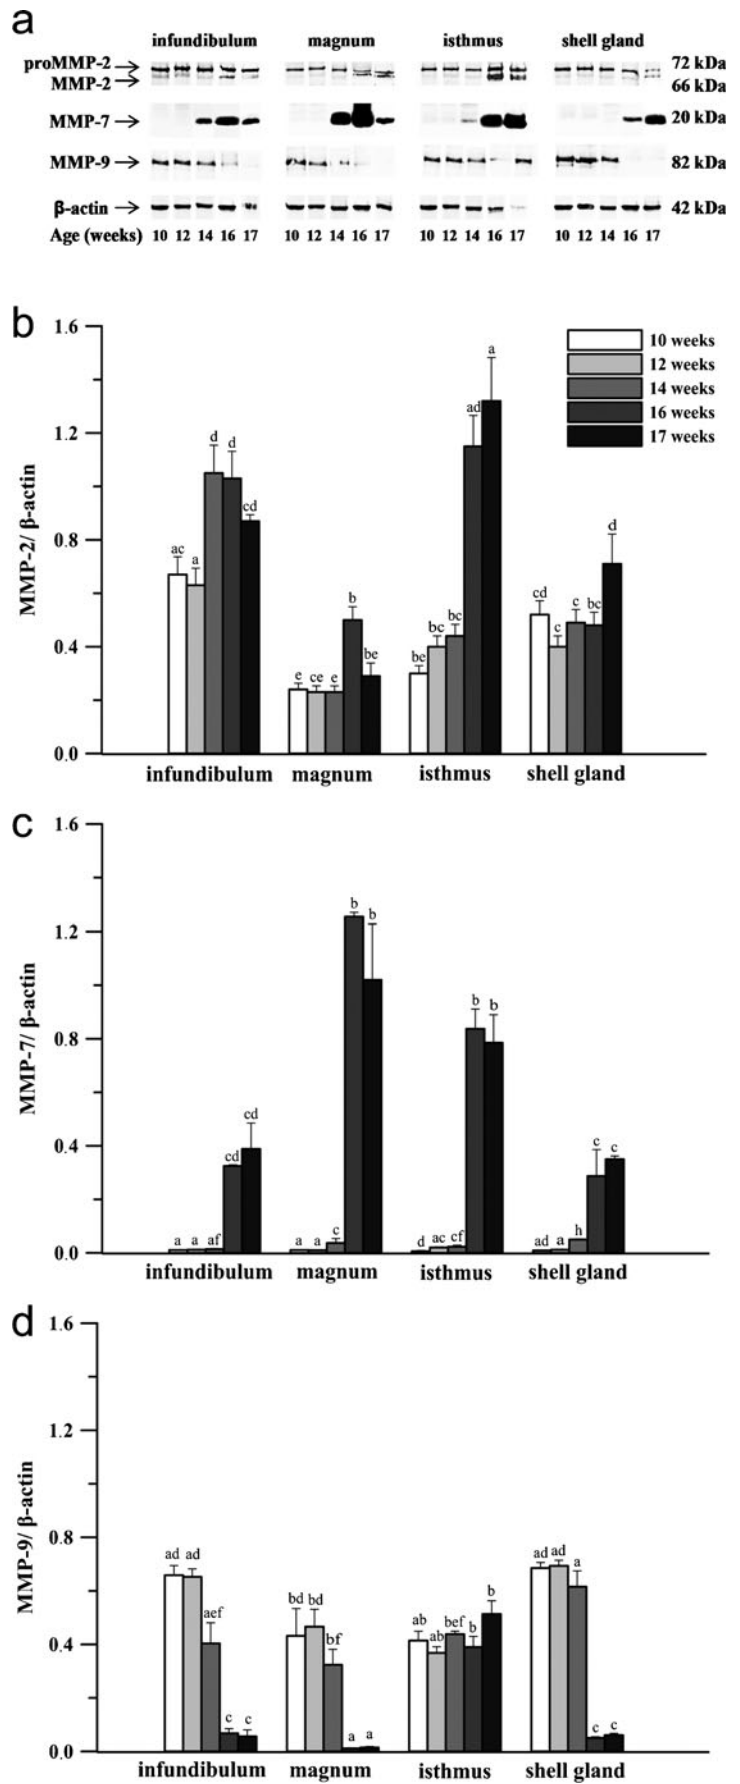 a
infundibulum magnum isthmus shell gland
proMMP-2 72 kDa
MMP-2 66 kDa
MMP-7 20 kDa
MMP-9 82 kDa
β-actin 42 kDa
Age (weeks) 10 12 14 16 17 10 12 14 16 17 10 12 14 16 17 10 12 14 16 17
b
MMP-2/ β-actin
1.6
1.2
0.8
0.4
0.0
10 weeks
12 weeks
14 weeks
16 weeks
17 weeks
ac a d d cd
e ce e b be
be bc bc ad a
cd c c bc d
infundibulum magnum isthmus shell gland
c
MMP-7/ β-actin
1.6
1.2
0.8
0.4
0.0
a a af cd cd
a a c b b
d ac cf b b
ad a h c c
infundibulum magnum isthmus shell gland
d
MMP-9/ β-actin
1.6
1.2
0.8
0.4
0.0
ad ad aef c c
bd bd bf a a
ab ab bef b b
ad ad a c c
infundibulum magnum isthmus shell gland